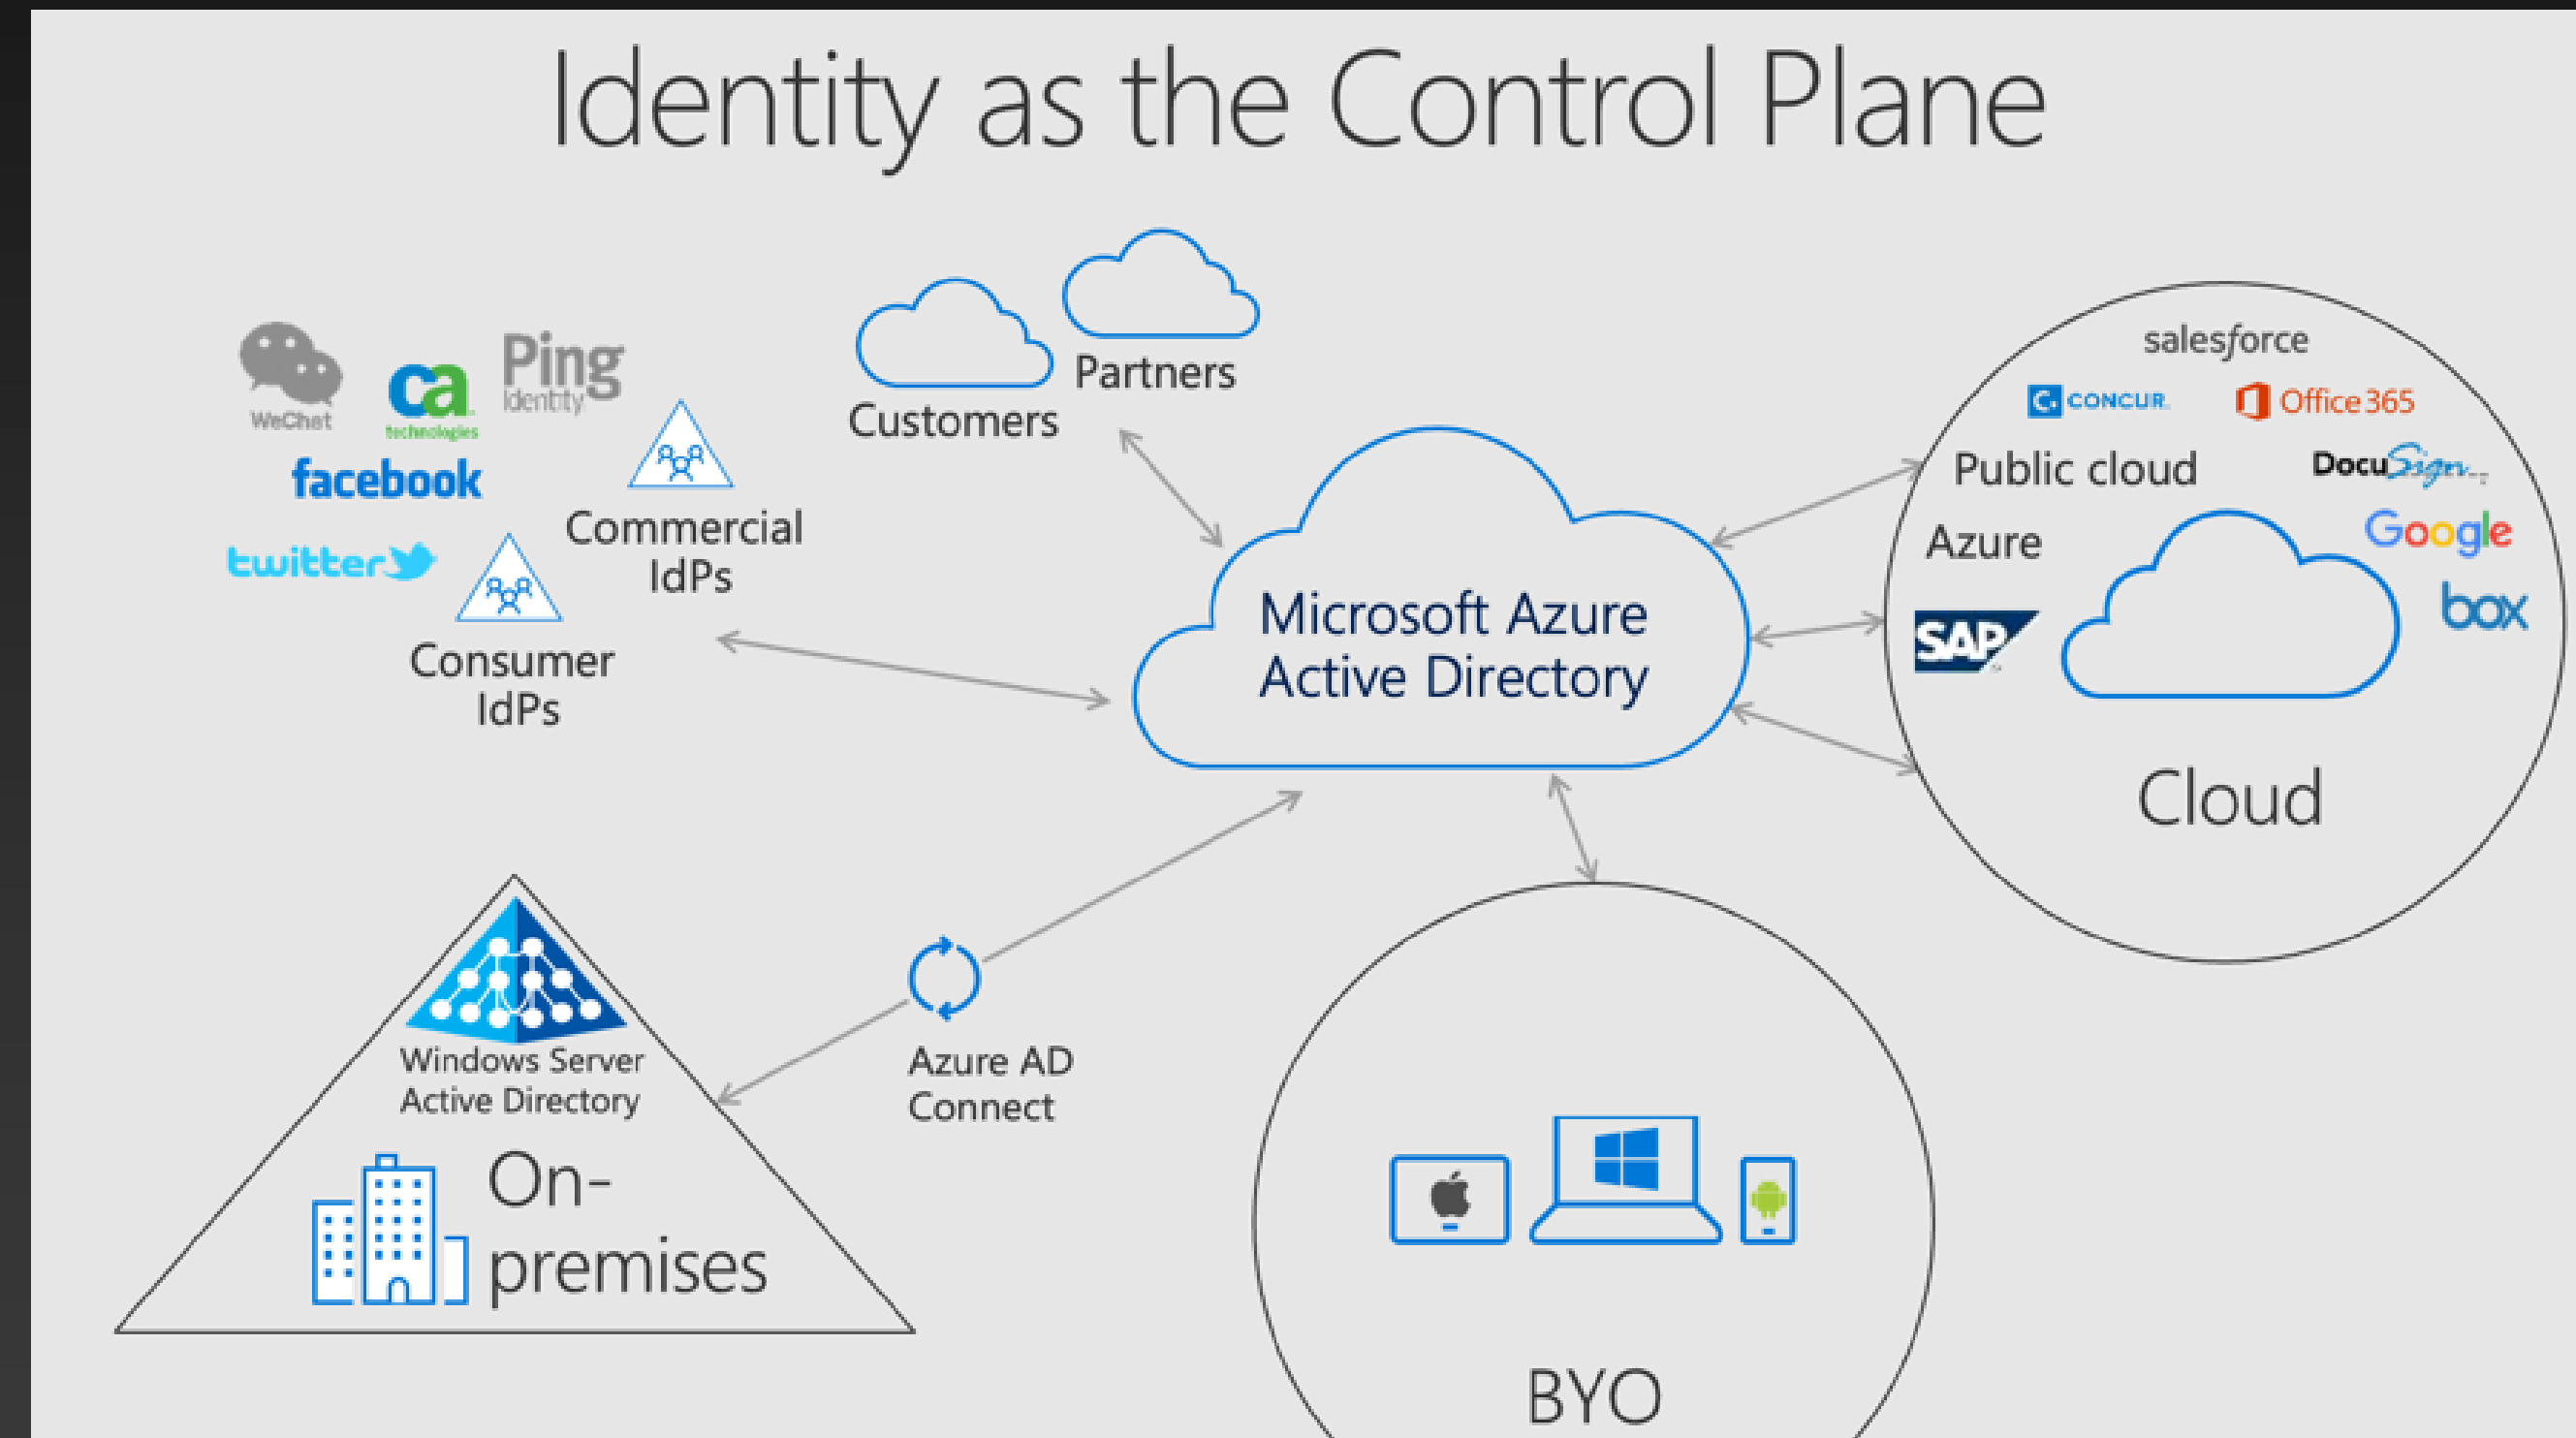 Identity as the Control Plane
Partners
Customers
WeChat
ca
technologies
Ping
Identity
facebook
twitter
Commercial
IdPs
Consumer
IdPs
Microsoft Azure
Active Directory
salesforce
CONCUR
Office 365
Public cloud
DocuSign
Azure
Google
SAP
box
Cloud
Windows Server
Active Directory
On-
premises
Azure AD
Connect
BYO